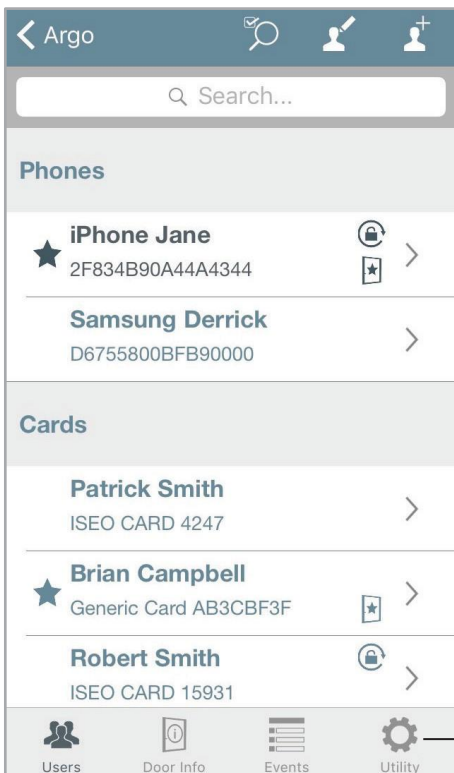 Argo
Search...
Phones
iPhone Jane
2F834B90A44A4344
Samsung Derrick
D6755800BFB90000
Cards
Patrick Smith
ISEO CARD 4247
Brian Campbell
Generic Card AB3CBF3F
Robert Smith
ISEO CARD 15931
Users Door Info Events Utility